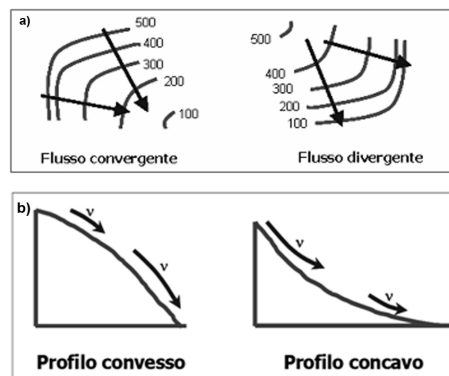 a)
500
400
300
200
100
Flusso convergente
500
400
300
200
100
Flusso divergente
b)
v
v
Profilo convesso
v
v
Profilo concavo